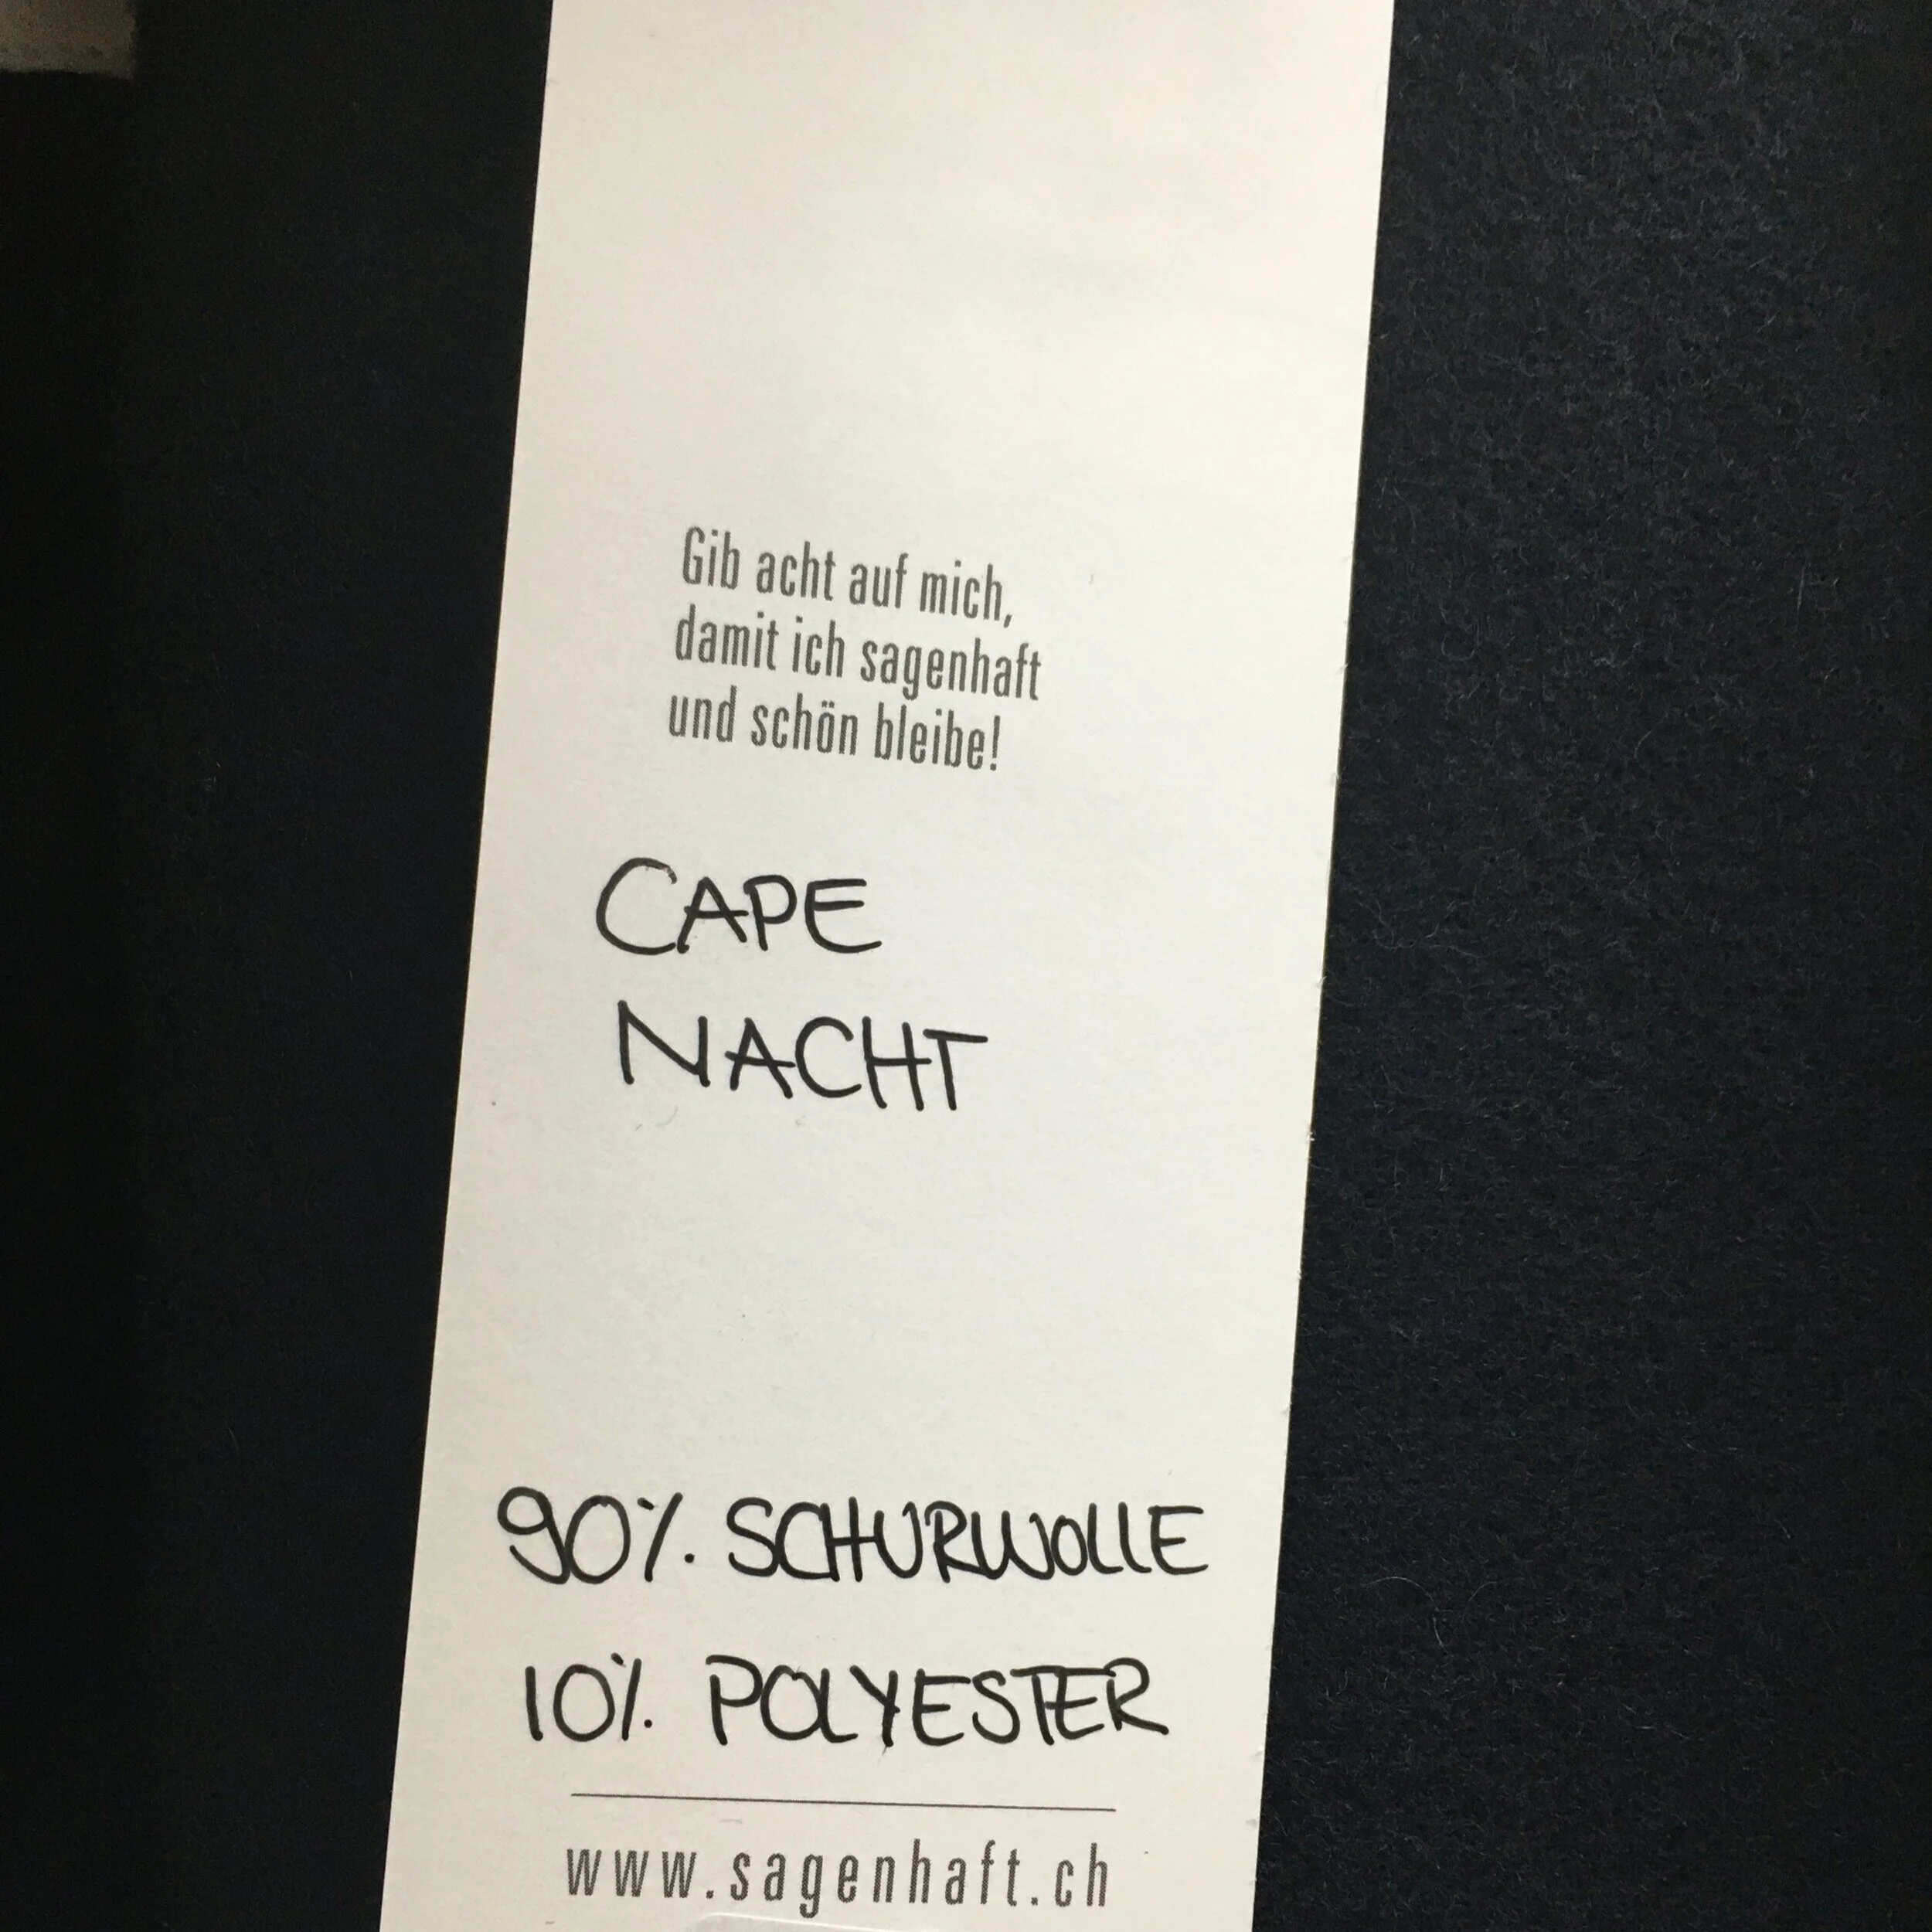 Gib acht auf mich,
damit ich sagenhaft
und schön bleibe!
CAPE
NACHT
90% SCHURWOLLE
10% POLYESTER
www.sagenhaft.ch